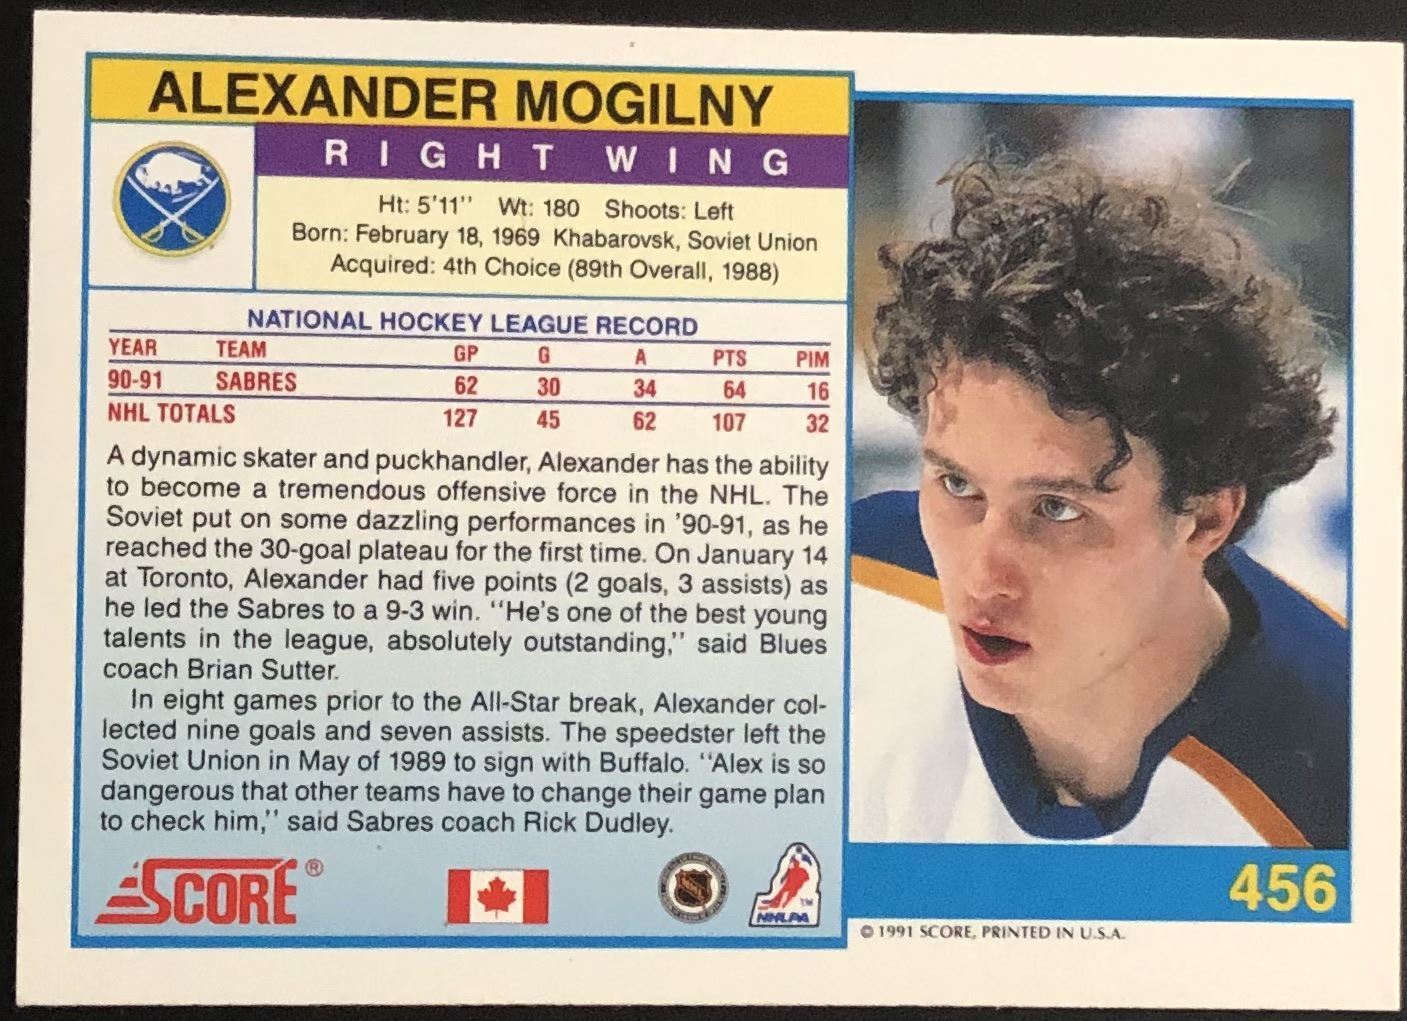 ALEXANDER MOGILNY
RIGHT WING
Ht: 5'11'' Wt: 180 Shoots: Left
Born: February 18, 1969 Khabarovsk, Soviet Union
Acquired: 4th Choice (89th Overall, 1988)
NATIONAL HOCKEY LEAGUE RECORD
YEAR TEAM GP G A PTS PIM
90-91 SABRES 62 30 34 64 16
NHL TOTALS 127 45 62 107 32
A dynamic skater and puckhandler, Alexander has the ability
to become a tremendous offensive force in the NHL. The
Soviet put on some dazzling performances in '90-91, as he
reached the 30-goal plateau for the first time. On January 14
at Toronto, Alexander had five points (2 goals, 3 assists) as
he led the Sabres to a 9-3 win. ''He's one of the best young
talents in the league, absolutely outstanding,'' said Blues
coach Brian Sutter.
In eight games prior to the All-Star break, Alexander col-
lected nine goals and seven assists. The speedster left the
Soviet Union in May of 1989 to sign with Buffalo. ''Alex is so
dangerous that other teams have to change their game plan
to check him,'' said Sabres coach Rick Dudley.
SCORE®
NHL
NHLPA TM
456
© 1991 SCORE, PRINTED IN U.S.A.